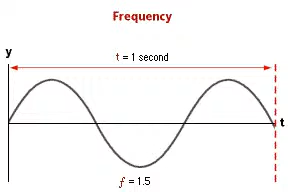 Frequency
y
t = 1 second
t
f = 1.5